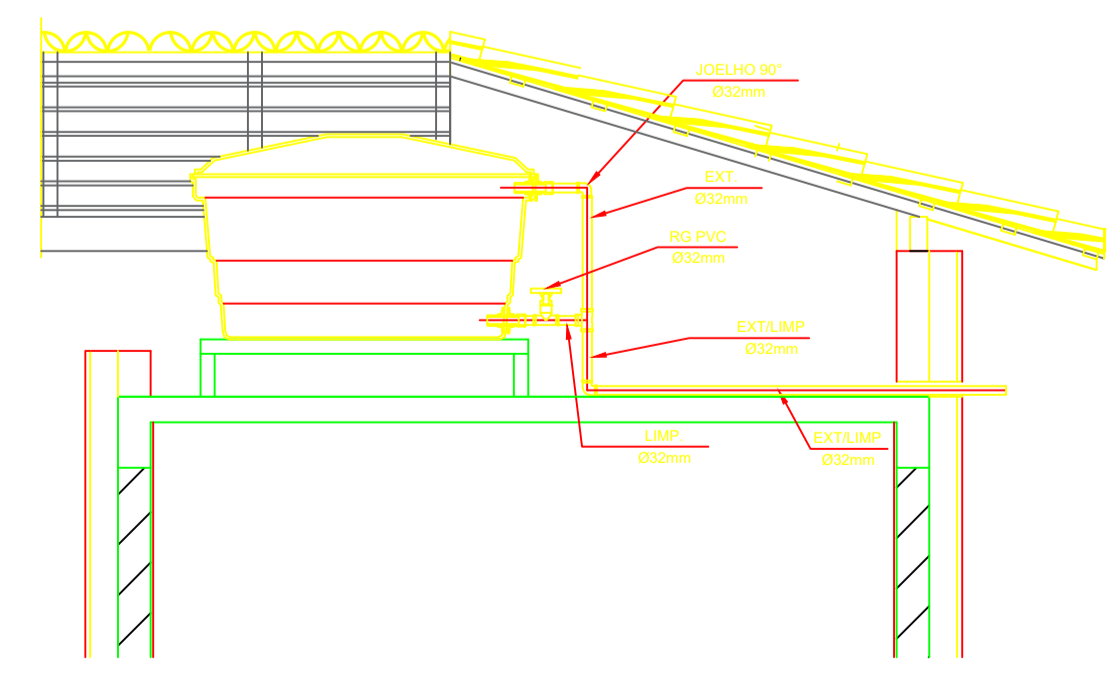 JOELHO 90°
Ø32mm
EXT.
Ø32mm
RG PVC
Ø32mm
EXT/LIMP
Ø32mm
LIMP.
Ø32mm
EXT/LIMP
Ø32mm